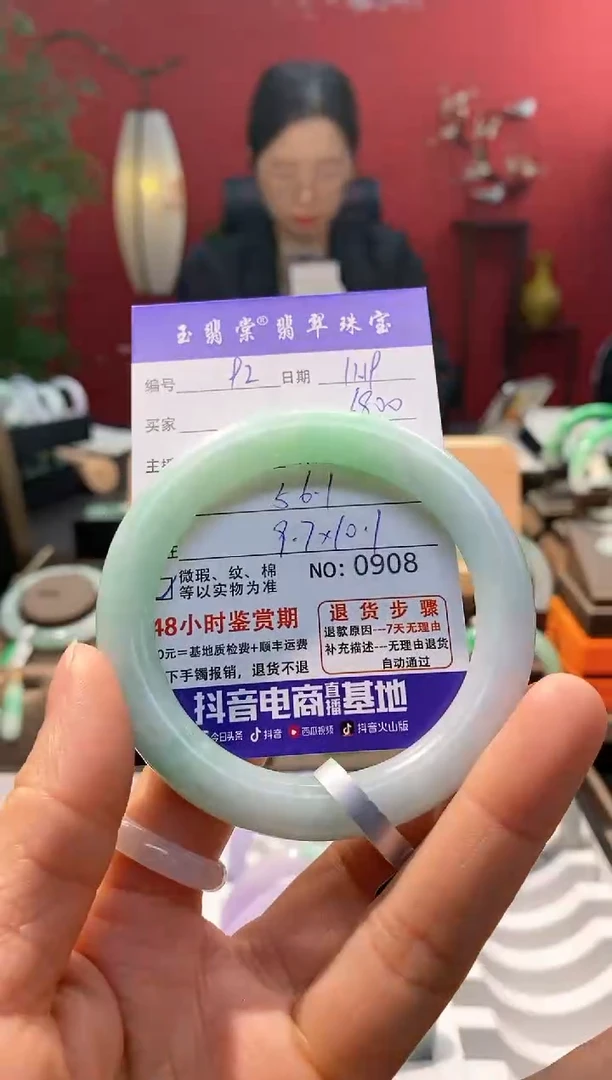 玉翡棠® 翡翠珠宝
编号 92 日期
1800
买家
主
56.1
9.7×10.1
微瑕、纹、棉
等以实物为准
NO: 0908
48小时鉴赏期
0元=基地质检费+顺丰运费
下手镯报销，退货不退
退货步骤
退款原因---7天无理由
补充描述---无理由退货
自动通过
抖音电商直播基地
今日头条 抖音 西瓜视频 抖音火山版